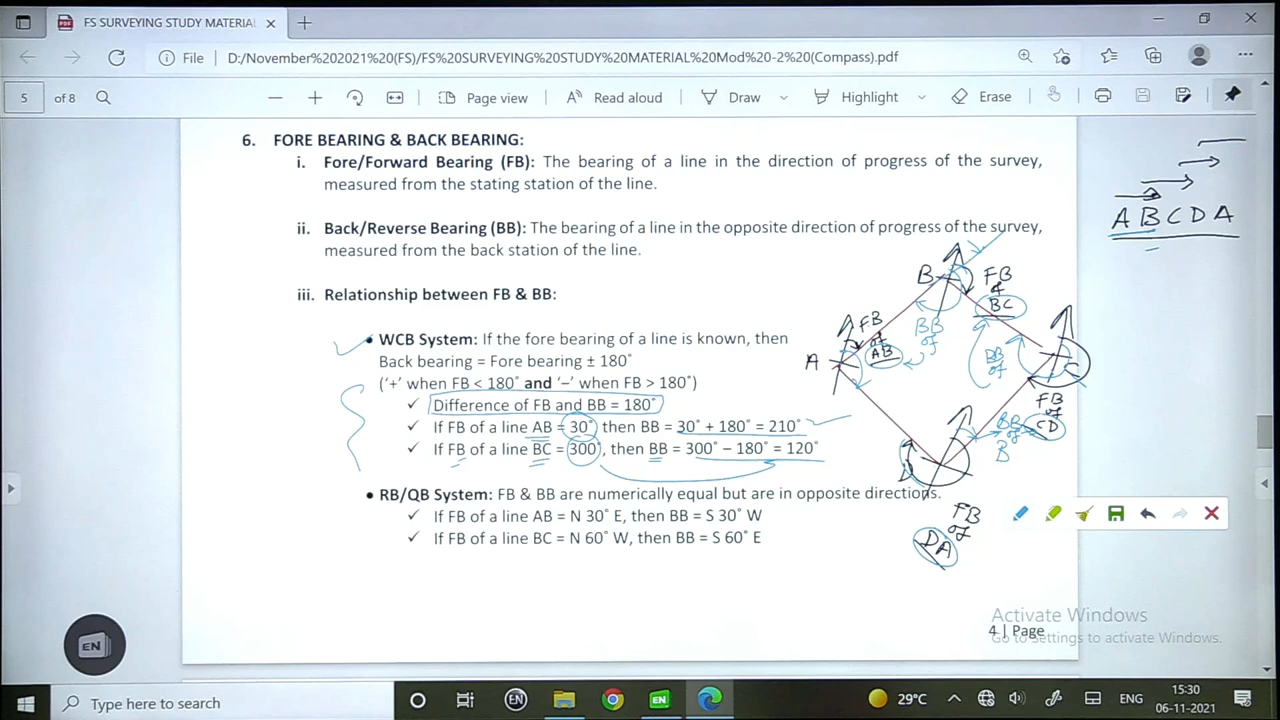 FS SURVEYING STUDY MATERIAL
File D:/November%202021%20(FS)/FS%20SURVEYING%20STUDY%20MATERIAL%20Mod%20-2%20(Compass).pdf
5 of 8 Page view Read aloud Draw Highlight Erase
6. FORE BEARING & BACK BEARING:
i. Fore/Forward Bearing (FB): The bearing of a line in the direction of progress of the survey,
measured from the stating station of the line.
A B C D A
ii. Back/Reverse Bearing (BB): The bearing of a line in the opposite direction of progress of the survey,
measured from the back station of the line.
B
FB
of
BC
iii. Relationship between FB & BB:
WCB System: If the fore bearing of a line is known, then
Back bearing = Fore bearing ± 180°
('+' when FB < 180° and '–' when FB > 180°)
Difference of FB and BB = 180°
If FB of a line AB = 30° then BB = 30° + 180° = 210°
If FB of a line BC = 300°, then BB = 300° – 180° = 120°
A
FB
of
AB
BB
of
BB
of
C
FB
of
CD
BB
of
D
RB/QB System: FB & BB are numerically equal but are in opposite directions.
If FB of a line AB = N 30° E, then BB = S 30° W
If FB of a line BC = N 60° W, then BB = S 60° E
FB
of
DA
Activate Windows
4 | Page
Go to Settings to activate Windows.
EN
Type here to search
EN
EN
29°C
ENG
15:30
06-11-2021